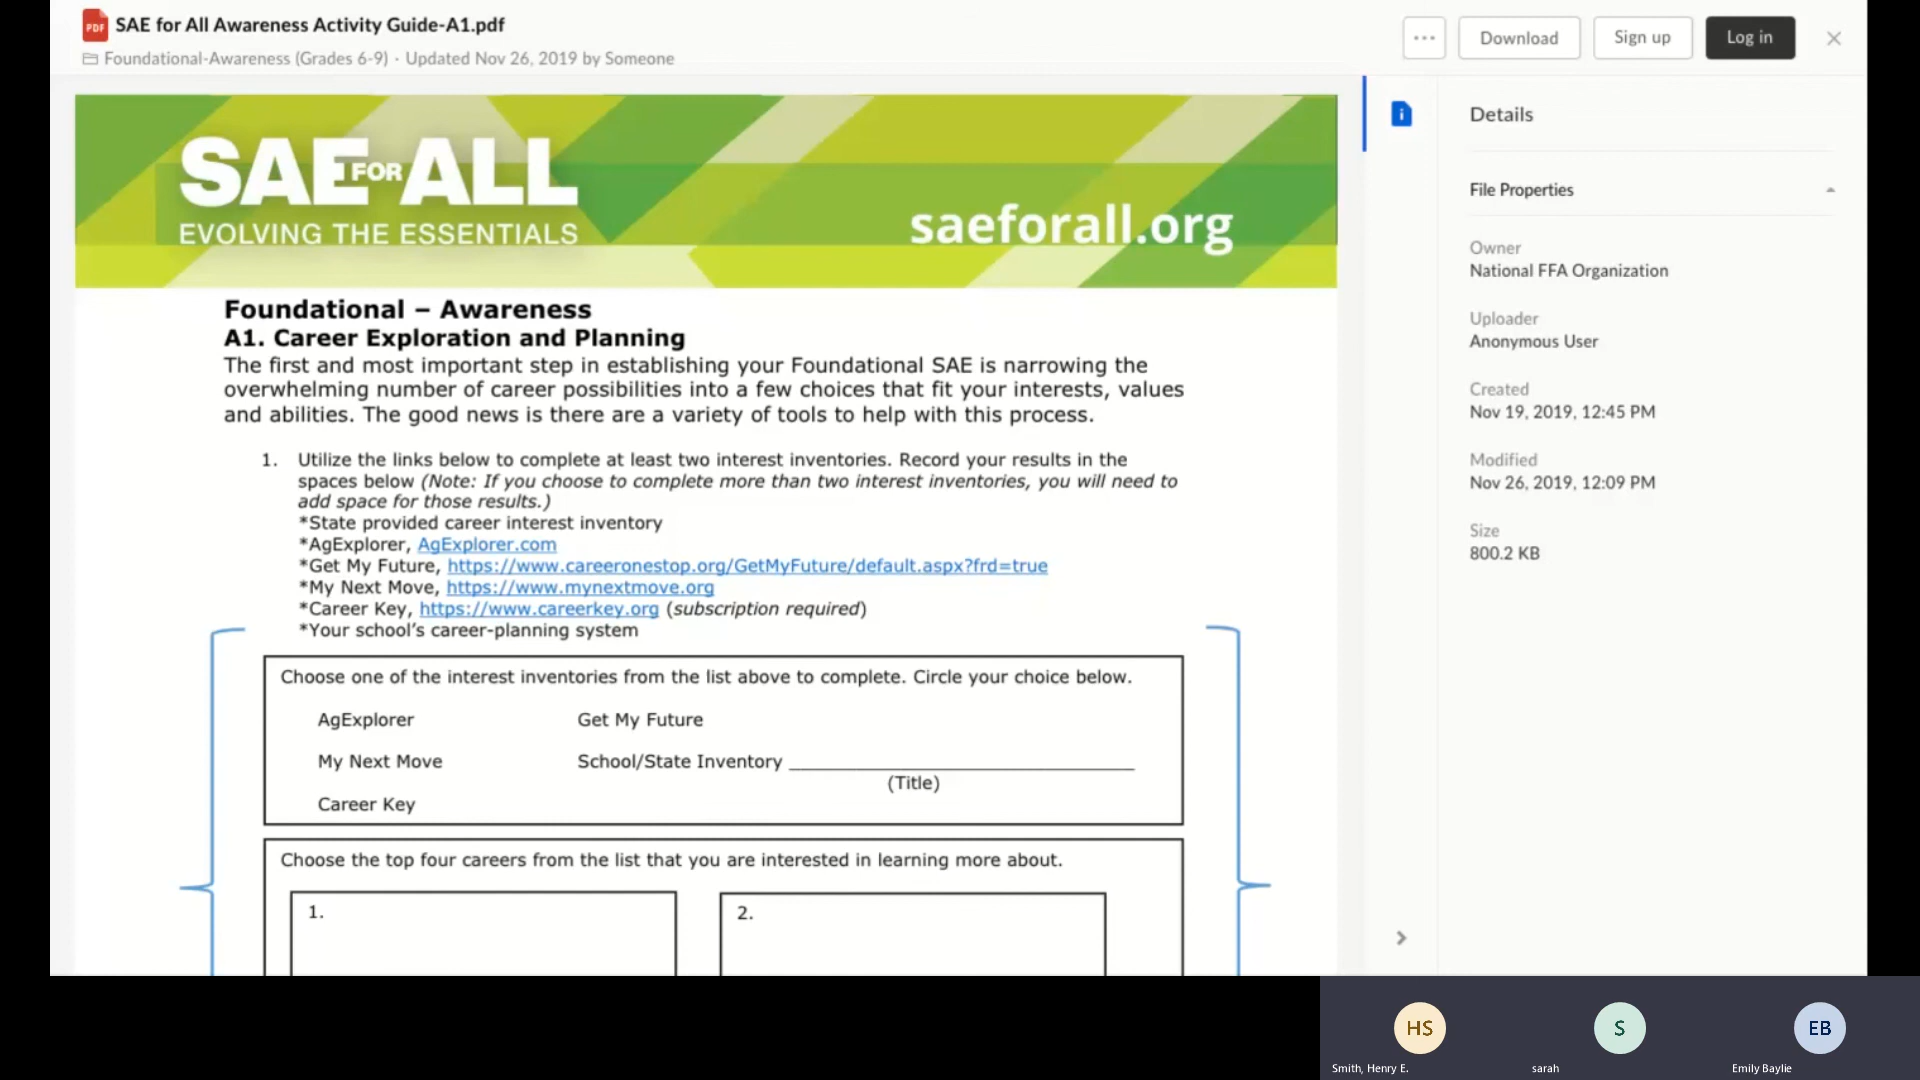 PDF SAE for All Awareness Activity Guide-A1.pdf
Foundational-Awareness (Grades 6-9) · Updated Nov 26, 2019 by Someone
Download
Sign up
Log in
SAE FOR ALL
EVOLVING THE ESSENTIALS
saeforall.org
Foundational – Awareness
A1. Career Exploration and Planning
The first and most important step in establishing your Foundational SAE is narrowing the
overwhelming number of career possibilities into a few choices that fit your interests, values
and abilities. The good news is there are a variety of tools to help with this process.
1. Utilize the links below to complete at least two interest inventories. Record your results in the
spaces below (Note: If you choose to complete more than two interest inventories, you will need to
add space for those results.)
*State provided career interest inventory
*AgExplorer, AgExplorer.com
*Get My Future, https://www.careeronestop.org/GetMyFuture/default.aspx?frd=true
*My Next Move, https://www.mynextmove.org
*Career Key, https://www.careerkey.org (subscription required)
*Your school’s career-planning system
Choose one of the interest inventories from the list above to complete. Circle your choice below.
AgExplorer Get My Future
My Next Move School/State Inventory ____________________
(Title)
Career Key
Choose the top four careers from the list that you are interested in learning more about.
1. 2.
Details
File Properties
Owner
National FFA Organization
Uploader
Anonymous User
Created
Nov 19, 2019, 12:45 PM
Modified
Nov 26, 2019, 12:09 PM
Size
800.2 KB
HS S EB
Smith, Henry E. sarah Emily Baylie